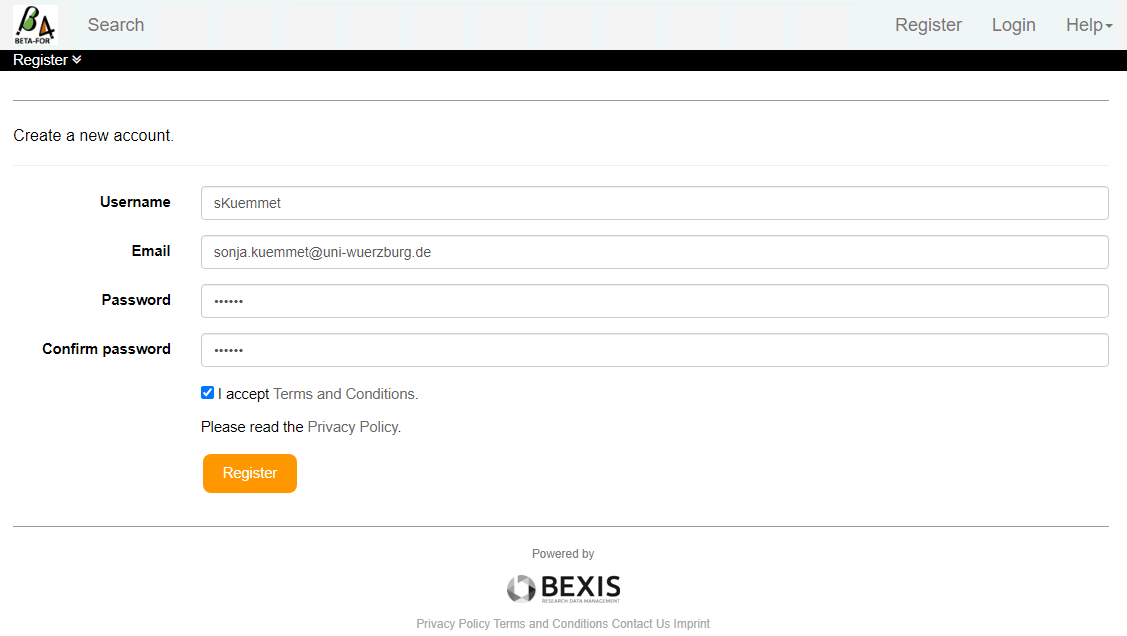 BETA-FOR Search Register Login Help
Register
Create a new account.
Username sKuemmet
Email sonja.kuemmet@uni-wuerzburg.de
Password ••••••
Confirm password ••••••
I accept Terms and Conditions.
Please read the Privacy Policy.
Register
Powered by
BEXIS
RESEARCH DATA MANAGEMENT
Privacy Policy Terms and Conditions Contact Us Imprint